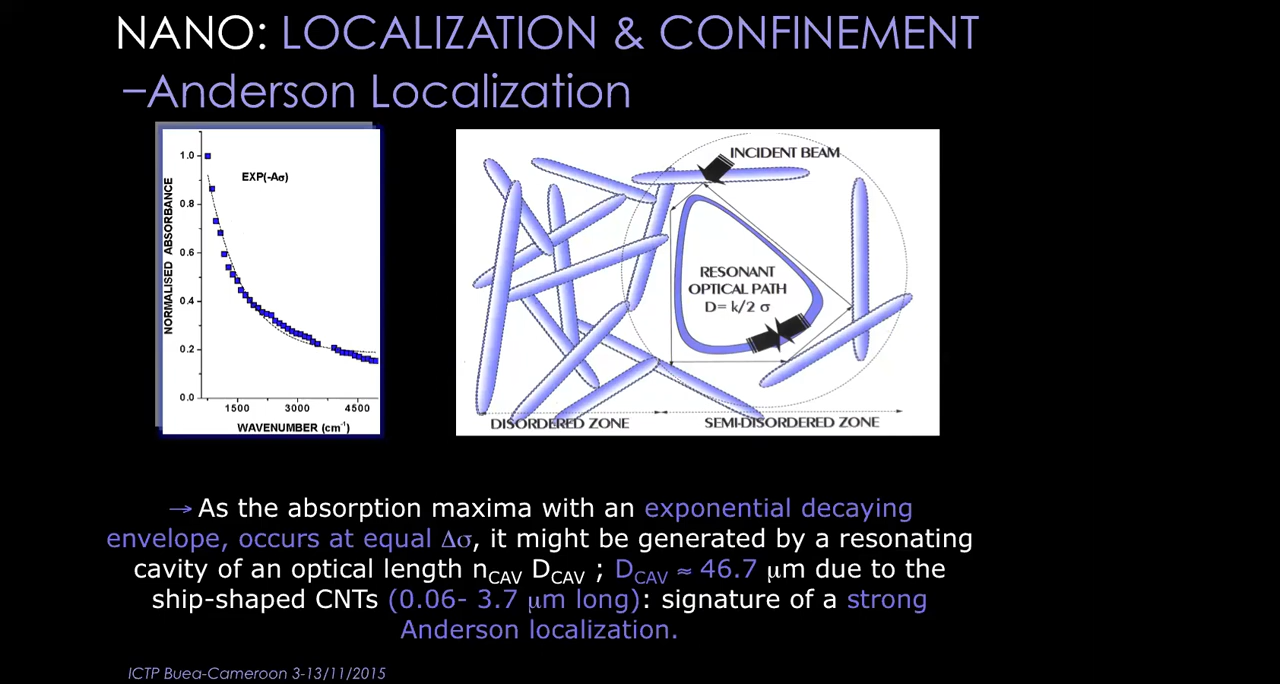 NANO: LOCALIZATION & CONFINEMENT
–Anderson Localization
1.0
0.8
0.6
0.4
0.2
0.0
NORMALISED ABSORBANCE
EXP(-Aσ)
1500 3000 4500
WAVENUMBER (cm⁻¹)
INCIDENT BEAM
RESONANT
OPTICAL PATH
D= k/2 σ
DISORDERED ZONE
SEMI-DISORDERED ZONE
→ As the absorption maxima with an exponential decaying
envelope, occurs at equal Δσ, it might be generated by a resonating
cavity of an optical length nCAV DCAV ; DCAV ≈ 46.7 μm due to the
ship-shaped CNTs (0.06- 3.7 μm long): signature of a strong
Anderson localization.
ICTP Buea-Cameroon 3-13/11/2015